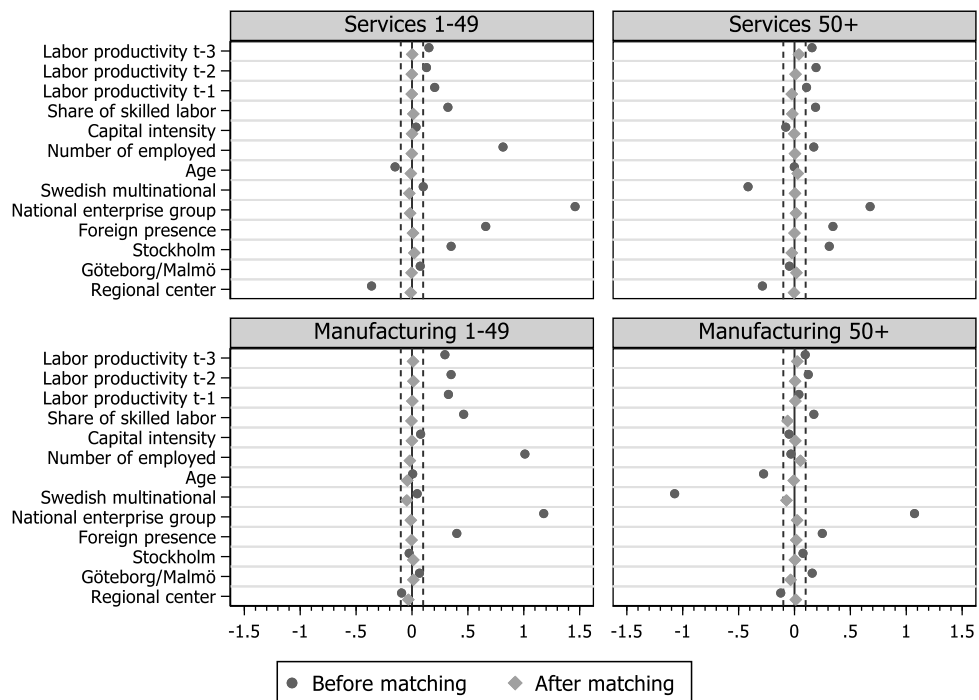 Services 1-49 Services 50+
Labor productivity t-3
Labor productivity t-2
Labor productivity t-1
Share of skilled labor
Capital intensity
Number of employed
Age
Swedish multinational
National enterprise group
Foreign presence
Stockholm
Göteborg/Malmö
Regional center
Manufacturing 1-49 Manufacturing 50+
Labor productivity t-3
Labor productivity t-2
Labor productivity t-1
Share of skilled labor
Capital intensity
Number of employed
Age
Swedish multinational
National enterprise group
Foreign presence
Stockholm
Göteborg/Malmö
Regional center
-1.5 -1 -.5 0 .5 1 1.5 -1.5 -1 -.5 0 .5 1 1.5
Before matching After matching